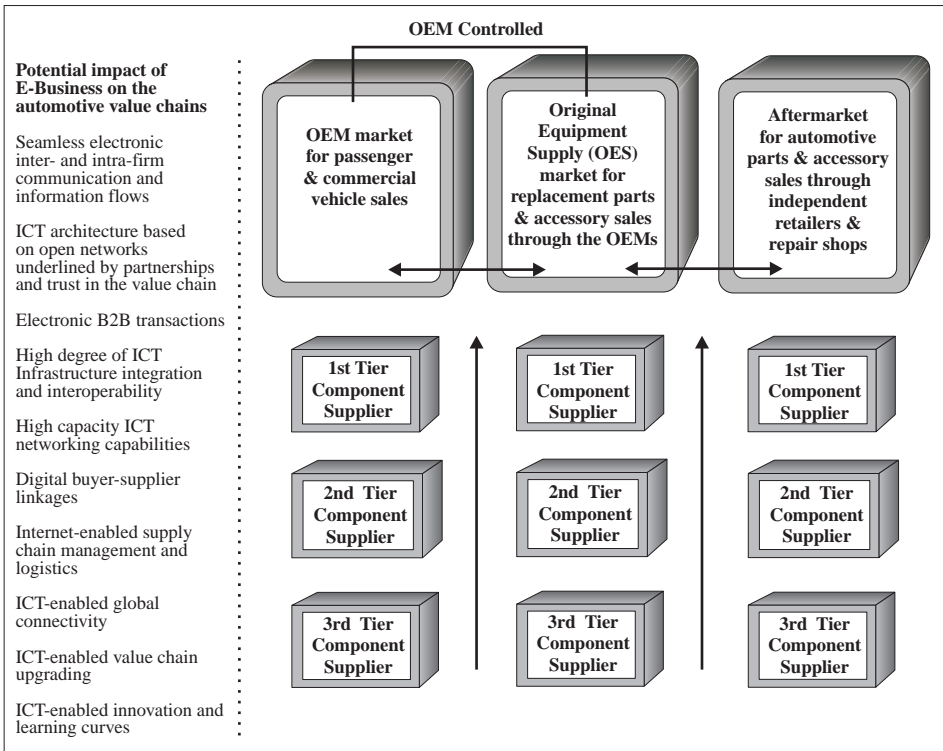 OEM Controlled
Potential impact of
E-Business on the
automotive value chains
Seamless electronic
inter- and intra-firm
communication and
information flows
ICT architecture based
on open networks
underlined by partnerships
and trust in the value chain
Electronic B2B transactions
High degree of ICT
Infrastructure integration
and interoperability
High capacity ICT
networking capabilities
Digital buyer-supplier
linkages
Internet-enabled supply
chain management and
logistics
ICT-enabled global
connectivity
ICT-enabled value chain
upgrading
ICT-enabled innovation and
learning curves
OEM market
for passenger
& commercial
vehicle sales
Original
Equipment
Supply (OES)
market for
replacement parts
& accessory sales
through the OEMs
Aftermarket
for automotive
parts & accessory
sales through
independent
retailers &
repair shops
1st Tier
Component
Supplier
1st Tier
Component
Supplier
1st Tier
Component
Supplier
2nd Tier
Component
Supplier
2nd Tier
Component
Supplier
2nd Tier
Component
Supplier
3rd Tier
Component
Supplier
3rd Tier
Component
Supplier
3rd Tier
Component
Supplier